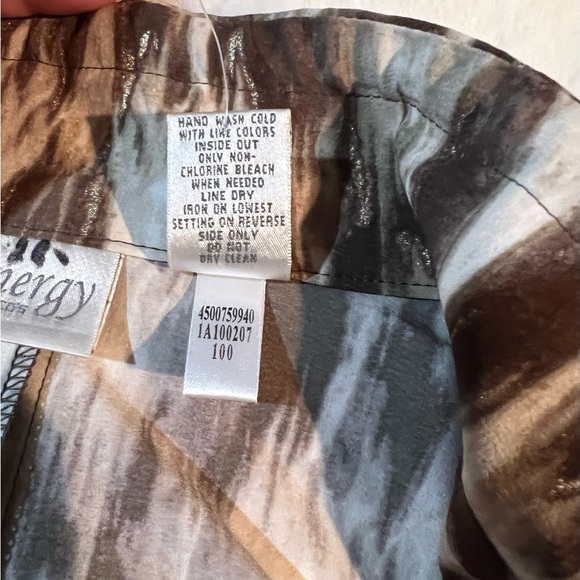 HAND WASH COLD
WITH LIKE COLORS
INSIDE OUT
ONLY NON-
CHLORINE BLEACH
WHEN NEEDED
LINE DRY
IRON ON LOWEST
SETTING ON REVERSE
SIDE ONLY
DO NOT
DRY CLEAN
nergy
4500759940
1A100207
100